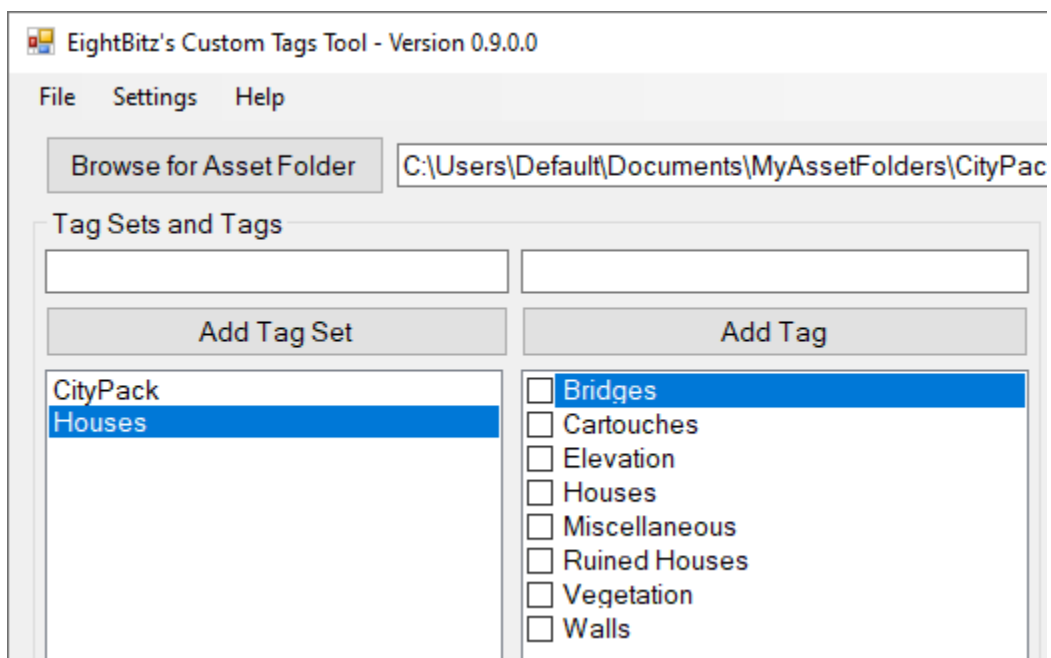 EightBitz's Custom Tags Tool - Version 0.9.0.0
File Settings Help
Browse for Asset Folder C:\Users\Default\Documents\MyAssetFolders\CityPac
Tag Sets and Tags
Add Tag Set Add Tag
CityPack
Houses
Bridges
Cartouches
Elevation
Houses
Miscellaneous
Ruined Houses
Vegetation
Walls